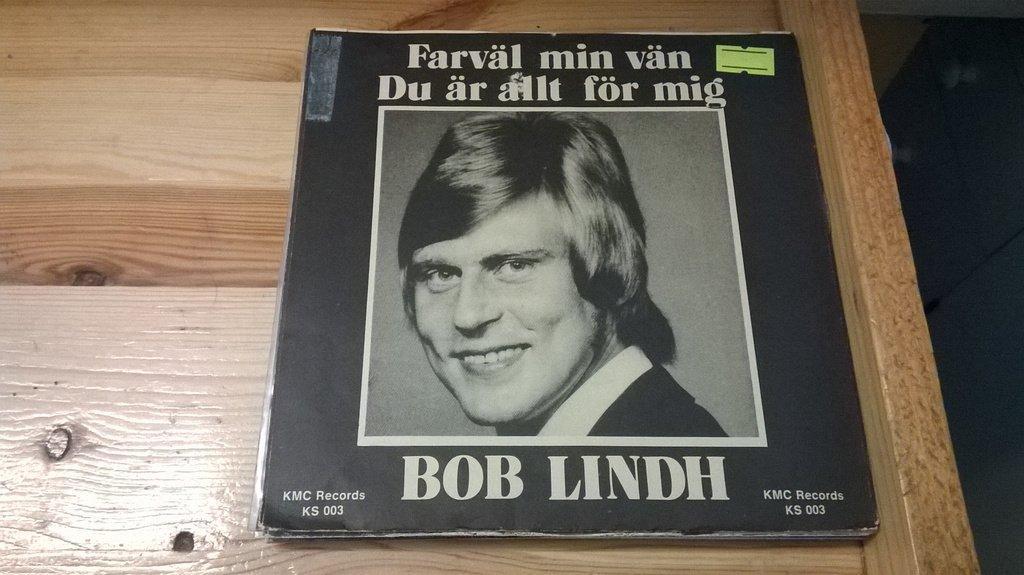 Farväl min vän
Du är allt för mig
BOB LINDH
KMC Records
KS 003
KMC Records
KS 003